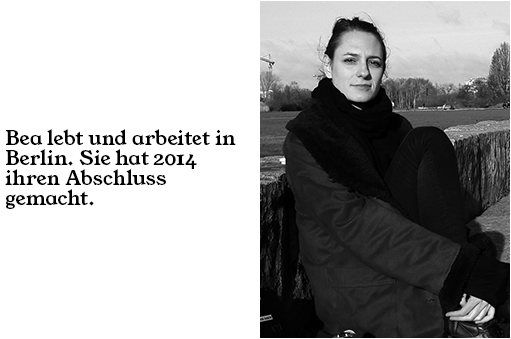 Bea lebt und arbeitet in
Berlin. Sie hat 2014
ihren Abschluss
gemacht.